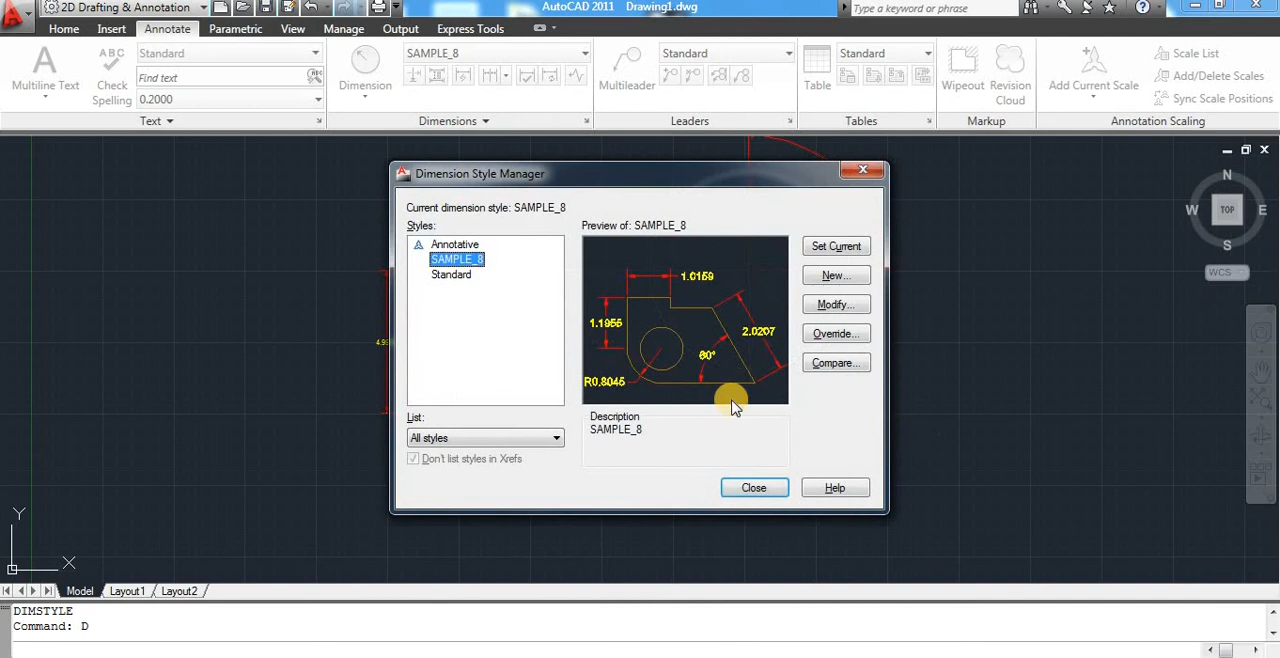 2D Drafting & Annotation
AutoCAD 2011 Drawing1.dwg
Type a keyword or phrase
Home Insert Annotate Parametric View Manage Output Express Tools
Multiline Text
ABC
Check Spelling
Standard
Find text
0.2000
Text
Dimension
SAMPLE_8
Dimensions
Multileader
Standard
Leaders
Table
Standard
Tables
Wipeout
Revision Cloud
Markup
Add Current Scale
Scale List
Add/Delete Scales
Sync Scale Positions
Annotation Scaling
Dimension Style Manager
Current dimension style: SAMPLE_8
Styles:
Annotative
SAMPLE_8
Standard
List:
All styles
Don't list styles in Xrefs
Preview of: SAMPLE_8
1.0159
1.1955
2.0207
60°
R0.8045
Description
SAMPLE_8
Set Current
New...
Modify...
Override...
Compare...
Close
Help
N
W TOP E
S
WCS
Y
X
Model Layout1 Layout2
DIMSTYLE
Command: D